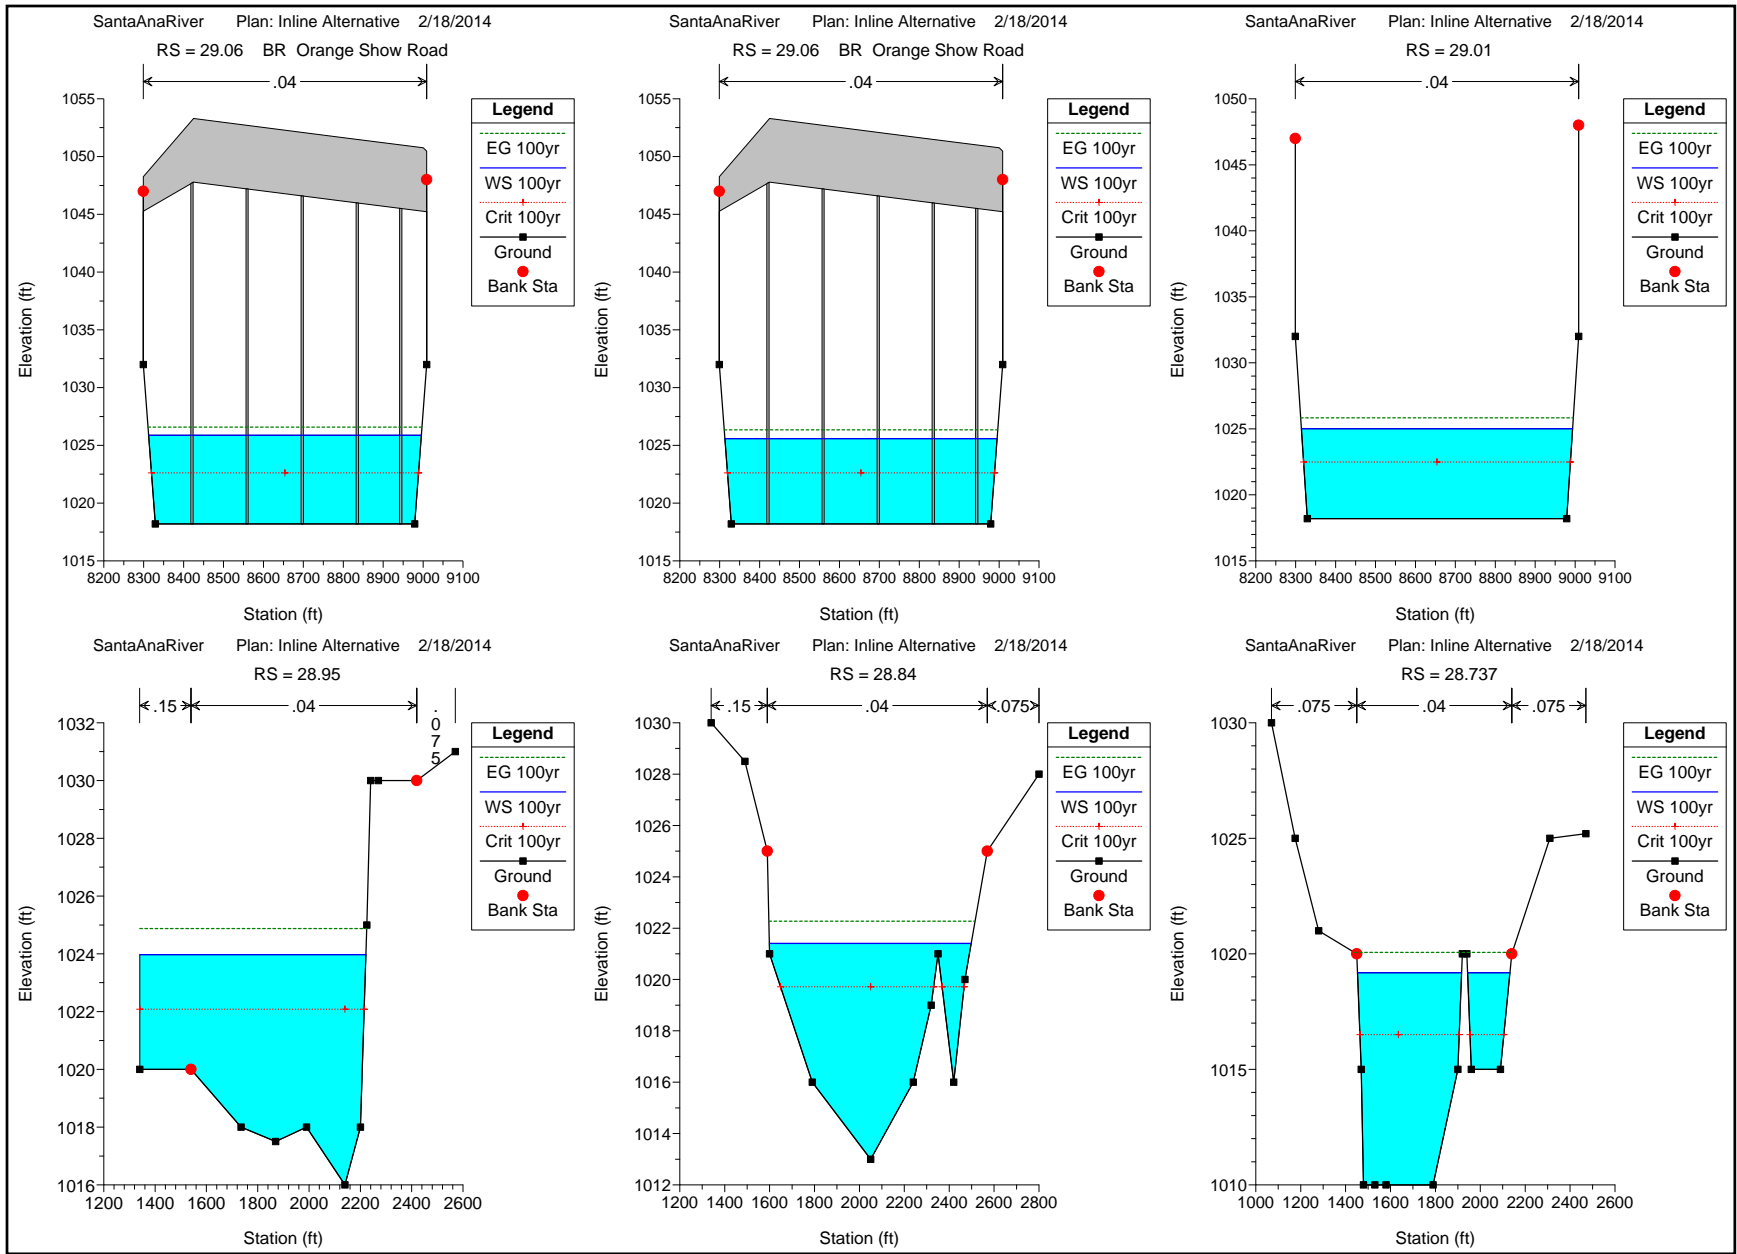 SantaAnaRiver Plan: Inline Alternative 2/18/2014
RS = 29.06 BR Orange Show Road
.04
1055
1050
1045
1040
1035
1030
1025
1020
1015
8200 8300 8400 8500 8600 8700 8800 8900 9000 9100
Station (ft)
Elevation (ft)
Legend
EG 100yr
WS 100yr
Crit 100yr
Ground
Bank Sta
SantaAnaRiver Plan: Inline Alternative 2/18/2014
RS = 29.06 BR Orange Show Road
.04
1055
1050
1045
1040
1035
1030
1025
1020
1015
8200 8300 8400 8500 8600 8700 8800 8900 9000 9100
Station (ft)
Elevation (ft)
Legend
EG 100yr
WS 100yr
Crit 100yr
Ground
Bank Sta
SantaAnaRiver Plan: Inline Alternative 2/18/2014
RS = 29.01
.04
1050
1045
1040
1035
1030
1025
1020
1015
8200 8300 8400 8500 8600 8700 8800 8900 9000 9100
Station (ft)
Elevation (ft)
Legend
EG 100yr
WS 100yr
Crit 100yr
Ground
Bank Sta
SantaAnaRiver Plan: Inline Alternative 2/18/2014
RS = 28.95
.15 .04 .075
1032
1030
1028
1026
1024
1022
1020
1018
1016
1200 1400 1600 1800 2000 2200 2400 2600
Station (ft)
Elevation (ft)
Legend
EG 100yr
WS 100yr
Crit 100yr
Ground
Bank Sta
SantaAnaRiver Plan: Inline Alternative 2/18/2014
RS = 28.84
.15 .04 .075
1030
1028
1026
1024
1022
1020
1018
1016
1014
1012
1200 1400 1600 1800 2000 2200 2400 2600 2800
Station (ft)
Elevation (ft)
Legend
EG 100yr
WS 100yr
Crit 100yr
Ground
Bank Sta
SantaAnaRiver Plan: Inline Alternative 2/18/2014
RS = 28.737
.075 .04 .075
1030
1025
1020
1015
1010
1000 1200 1400 1600 1800 2000 2200 2400 2600
Station (ft)
Elevation (ft)
Legend
EG 100yr
WS 100yr
Crit 100yr
Ground
Bank Sta